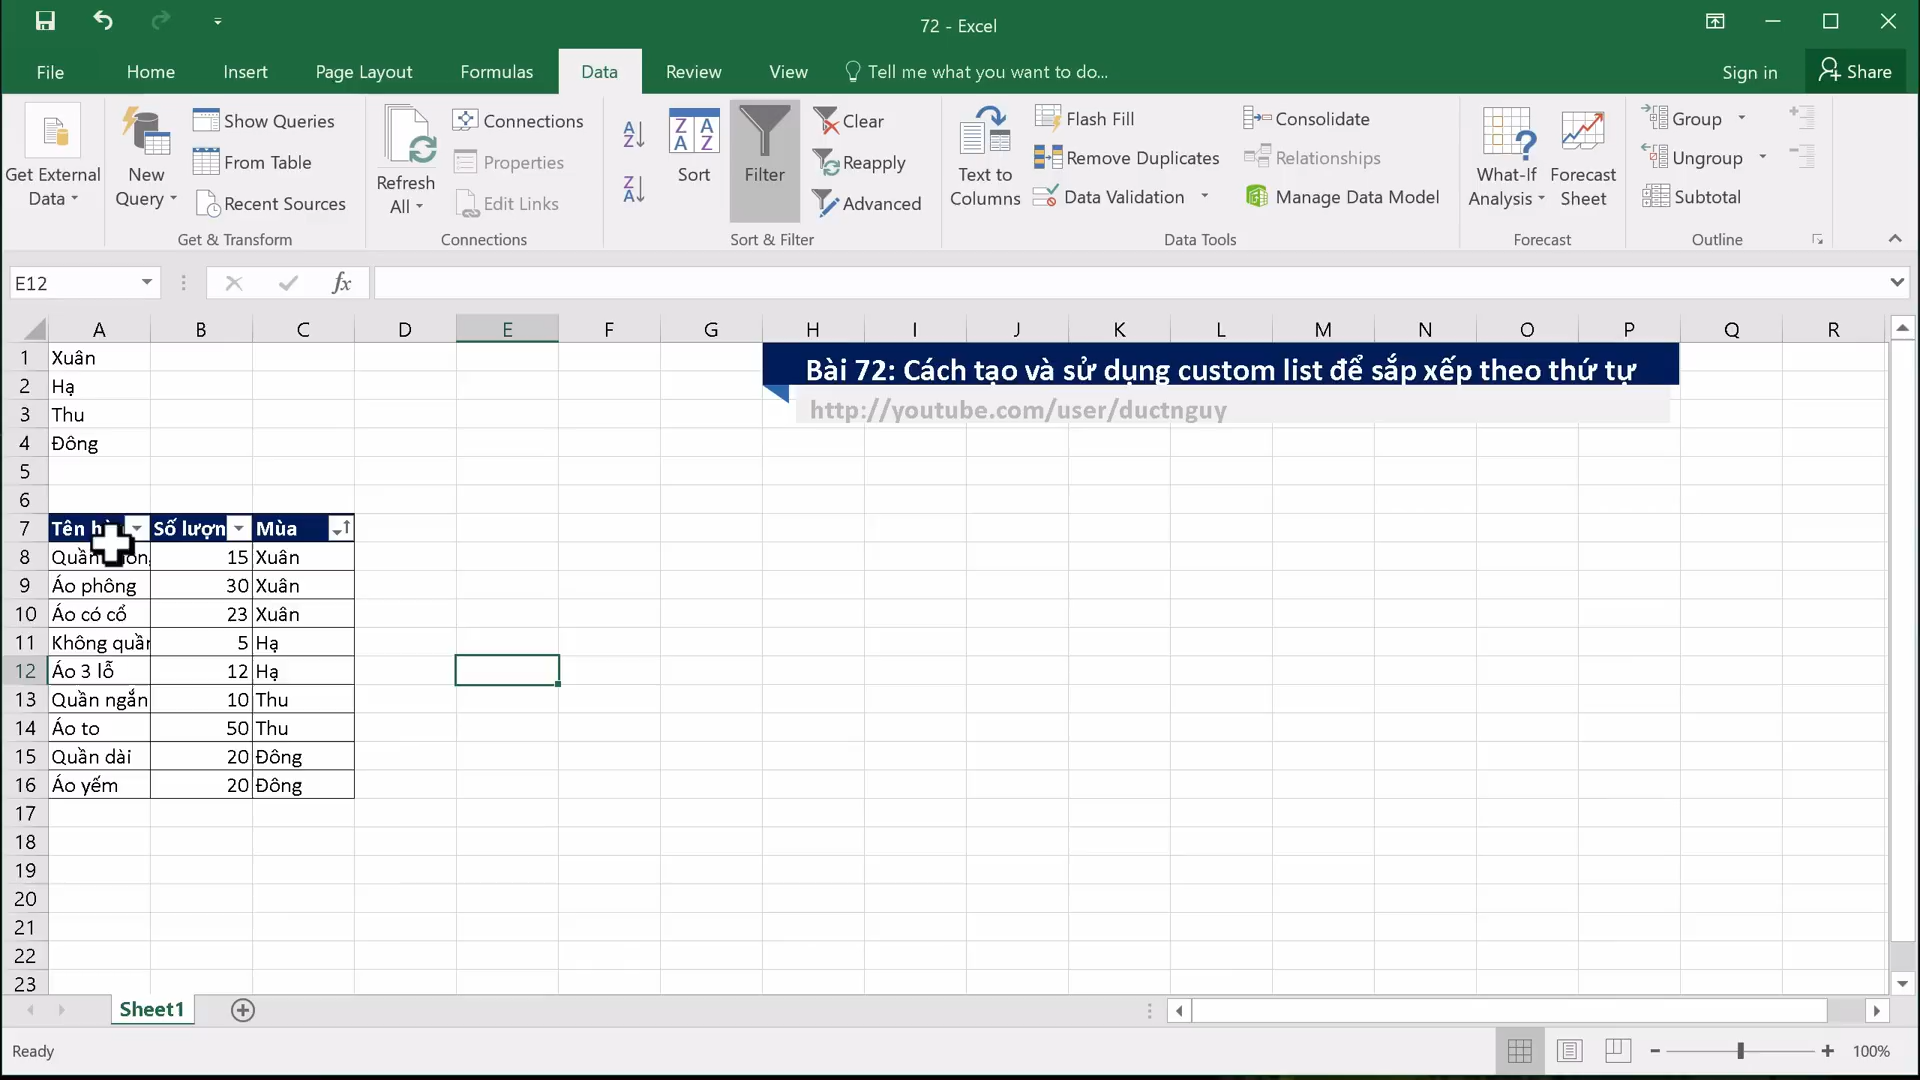 72 - Excel
File Home Insert Page Layout Formulas Data Review View Tell me what you want to do... Sign in Share
Get External Data
Show Queries
New Query
From Table
Recent Sources
Get & Transform
Refresh All
Connections
Properties
Edit Links
Connections
Sort
Filter
Clear
Reapply
Advanced
Sort & Filter
Text to Columns
Flash Fill
Remove Duplicates
Data Validation
Consolidate
Relationships
Manage Data Model
Data Tools
What-If Analysis
Forecast Sheet
Forecast
Group
Ungroup
Subtotal
Outline
E12 fx
A B C D E F G H I J K L M N O P Q R
1 Xuân
2 Hạ
3 Thu
4 Đông
5
6
Bài 72: Cách tạo và sử dụng custom list để sắp xếp theo thứ tự
http://youtube.com/user/ductnguy
7 Tên Số lượn Mùa
8 15 Xuân
9 Áo phông 30 Xuân
10 Áo có cổ 23 Xuân
11 Không quần 5 Hạ
12 Áo 3 lỗ 12 Hạ
13 Quần ngắn 10 Thu
14 Áo to 50 Thu
15 Quần dài 20 Đông
16 Áo yếm 20 Đông
17
18
19
20
21
22
23
Sheet1
Ready 100%